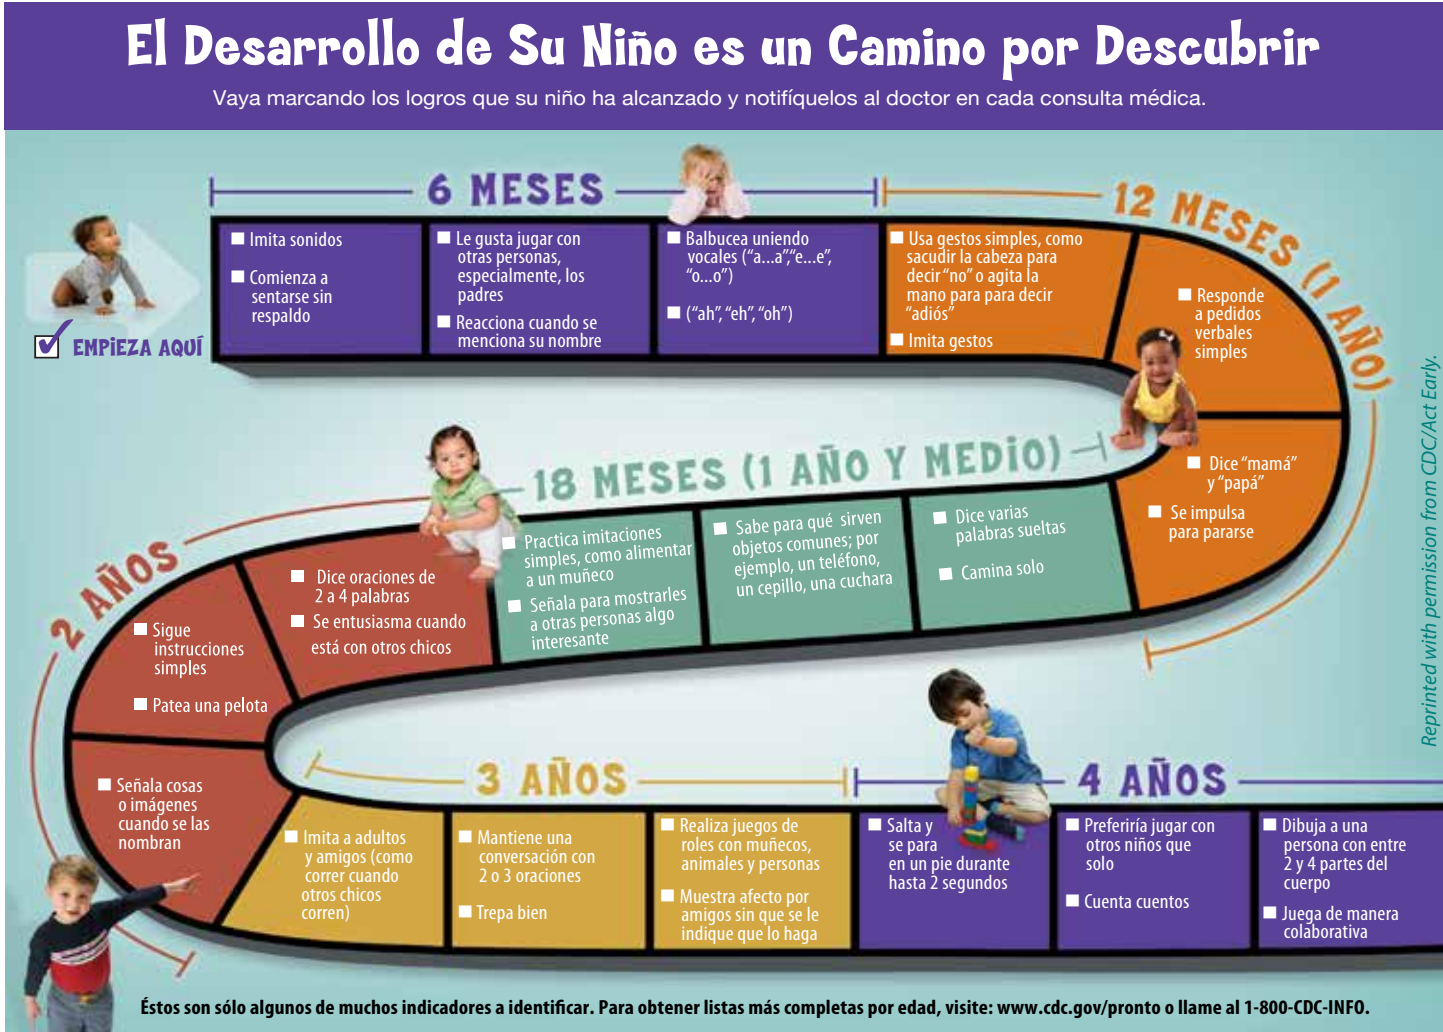 El Desarrollo de Su Niño es un Camino por Descubrir
Vaya marcando los logros que su niño ha alcanzado y notifíquelos al doctor en cada consulta médica.
EMPIEZA AQUÍ
6 MESES
Imita sonidos
Comienza a
sentarse sin
respaldo
Le gusta jugar con
otras personas,
especialmente, los
padres
Reacciona cuando se
menciona su nombre
Balbucea uniendo
vocales (“a...a”,“e...e”,
“o...o”)
(“ah”, “eh”, “oh”)
12 MESES (1 AÑO)
Usa gestos simples, como
sacudir la cabeza para
decir “no” o agita la
mano para para decir
“adiós”
Imita gestos
Responde
a pedidos
verbales
simples
Dice “mamá”
y “papá”
Se impulsa
para pararse
18 MESES (1 AÑO Y MEDIO)
Dice varias
palabras sueltas
Camina solo
Sabe para qué sirven
objetos comunes; por
ejemplo, un teléfono,
un cepillo, una cuchara
Practica imitaciones
simples, como alimentar
a un muñeco
Señala para mostrarles
a otras personas algo
interesante
2 AÑOS
Dice oraciones de
2 a 4 palabras
Se entusiasma cuando
está con otros chicos
Sigue
instrucciones
simples
Patea una pelota
Señala cosas
o imágenes
cuando se las
nombran
3 AÑOS
Imita a adultos
y amigos (como
correr cuando
otros chicos
corren)
Mantiene una
conversación con
2 o 3 oraciones
Trepa bien
Realiza juegos de
roles con muñecos,
animales y personas
Muestra afecto por
amigos sin que se le
indique que lo haga
4 AÑOS
Salta y
se para
en un pie durante
hasta 2 segundos
Preferiría jugar con
otros niños que
solo
Cuenta cuentos
Dibuja a una
persona con entre
2 y 4 partes del
cuerpo
Juega de manera
colaborativa
Reprinted with permission from CDC/Act Early.
Éstos son sólo algunos de muchos indicadores a identificar. Para obtener listas más completas por edad, visite: www.cdc.gov/pronto o llame al 1-800-CDC-INFO.